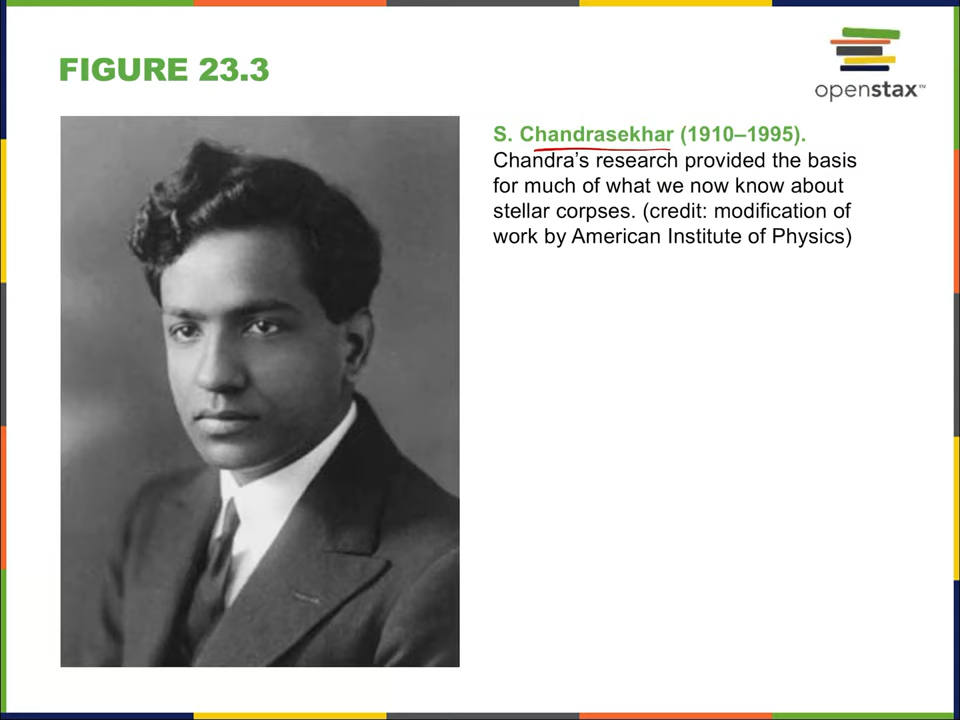 FIGURE 23.3
openstax™
S. Chandrasekhar (1910–1995).
Chandra’s research provided the basis
for much of what we now know about
stellar corpses. (credit: modification of
work by American Institute of Physics)